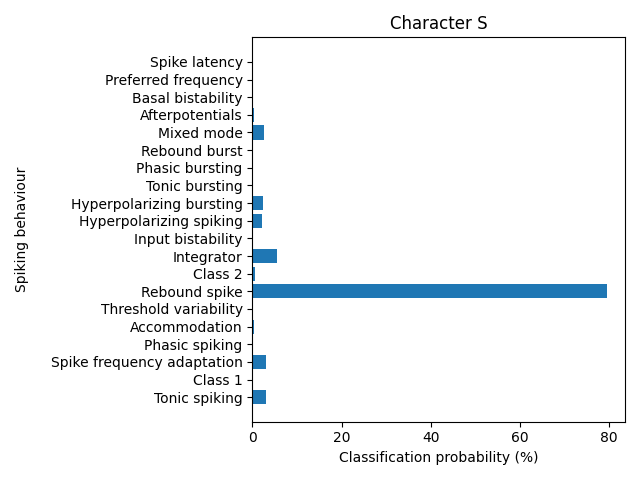 Character S
Spiking behaviour
Spike latency
Preferred frequency
Basal bistability
Afterpotentials
Mixed mode
Rebound burst
Phasic bursting
Tonic bursting
Hyperpolarizing bursting
Hyperpolarizing spiking
Input bistability
Integrator
Class 2
Rebound spike
Threshold variability
Accommodation
Phasic spiking
Spike frequency adaptation
Class 1
Tonic spiking
0 20 40 60 80
Classification probability (%)